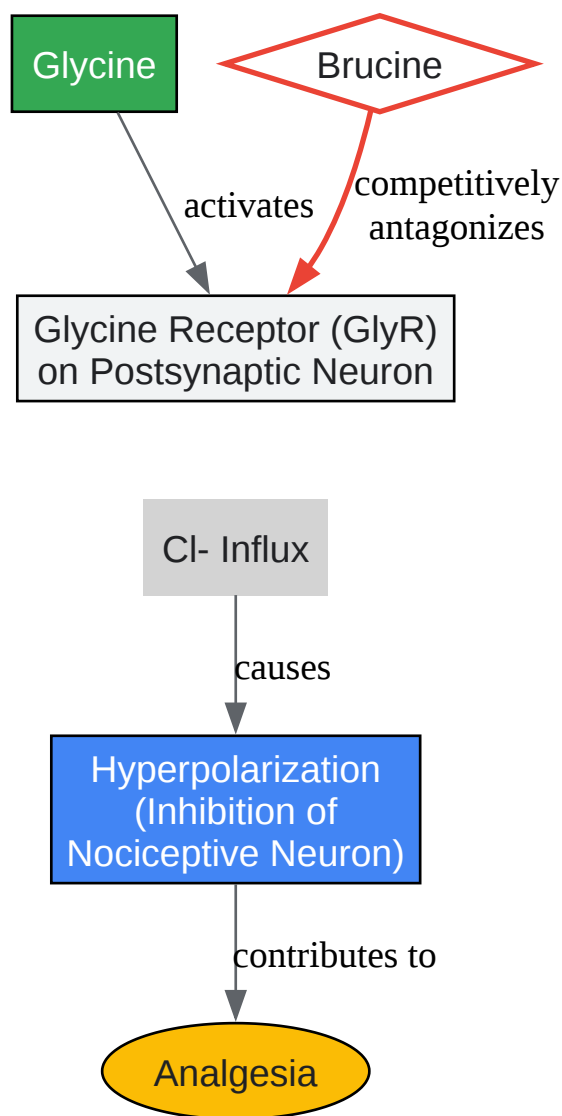 Glycine
Brucine
activates
competitively
antagonizes
Glycine Receptor (GlyR)
on Postsynaptic Neuron
Cl- Influx
causes
Hyperpolarization
(Inhibition of
Nociceptive Neuron)
contributes to
Analgesia